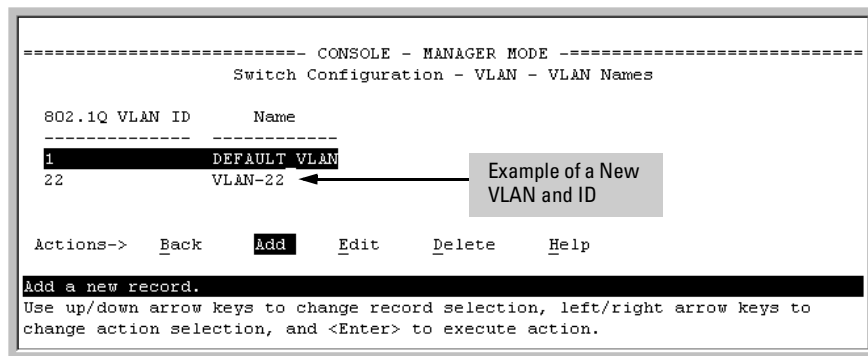 ==========================- CONSOLE - MANAGER MODE -============================
Switch Configuration - VLAN - VLAN Names
802.1Q VLAN ID Name
-------------- ------------
1 DEFAULT_VLAN
22 VLAN-22
Example of a New
VLAN and ID
Actions-> Back Add Edit Delete Help
Add a new record.
Use up/down arrow keys to change record selection, left/right arrow keys to
change action selection, and <Enter> to execute action.